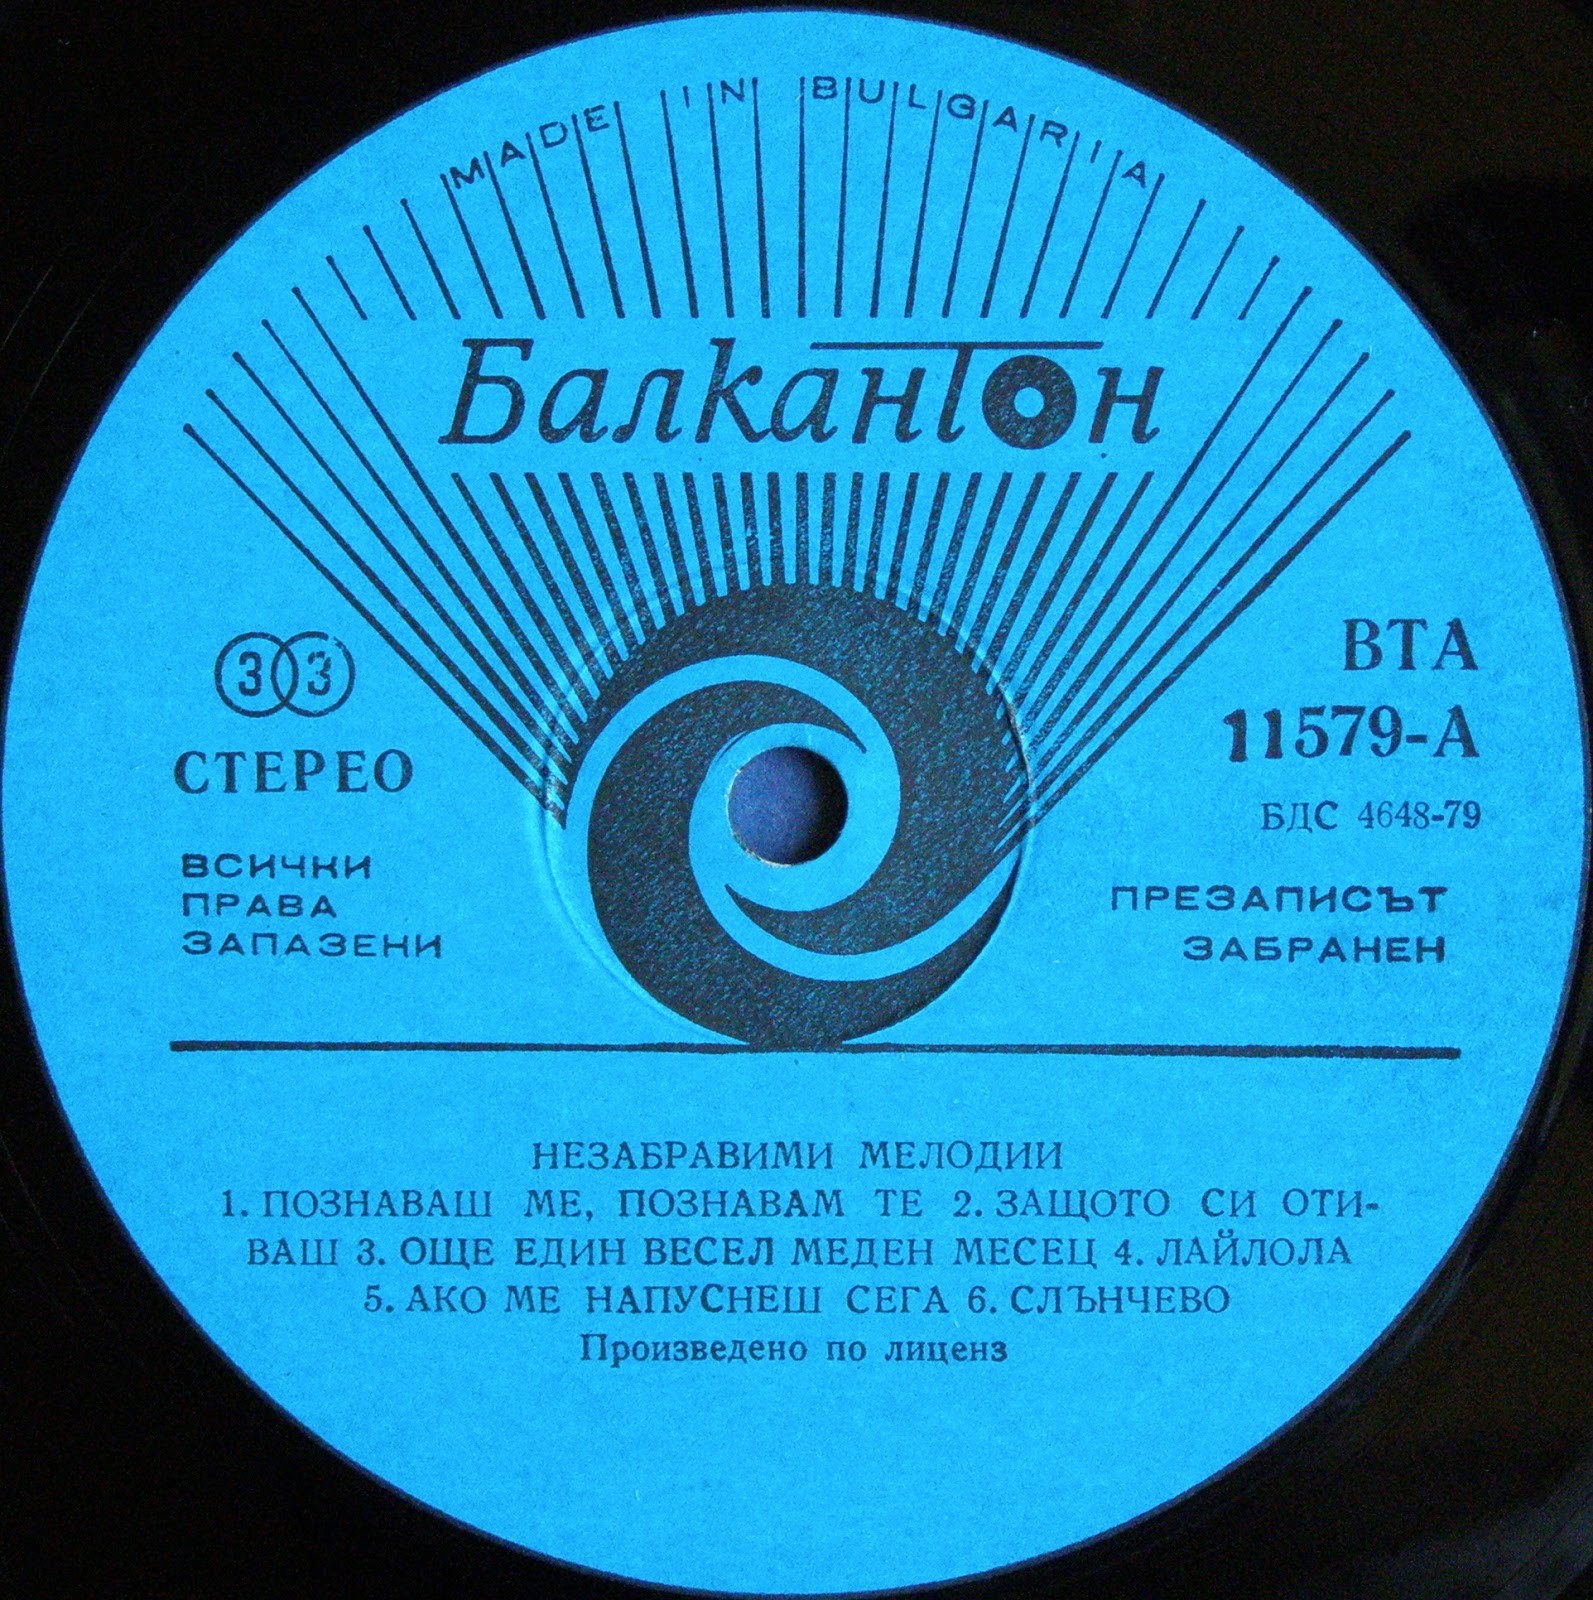 MADE IN BULGARIA
Балкантон
33
СТЕРЕО
ВСИЧКИ
ПРАВА
ЗАПАЗЕНИ
ВТА
11579-А
БДС 4648-79
ПРЕЗАПИСЪТ
ЗАБРАНЕН
НЕЗАБРАВИМИ МЕЛОДИИ
1. ПОЗНАВАШ МЕ, ПОЗНАВАМ ТЕ 2. ЗАЩОТО СИ ОТИ-
ВАШ 3. ОЩЕ ЕДИН ВЕСЕЛ МЕДЕН МЕСЕЦ 4. ЛАЙЛОЛА
5. АКО МЕ НАПУСНЕШ СЕГА 6. СЛЪНЧЕВО
Произведено по лиценз